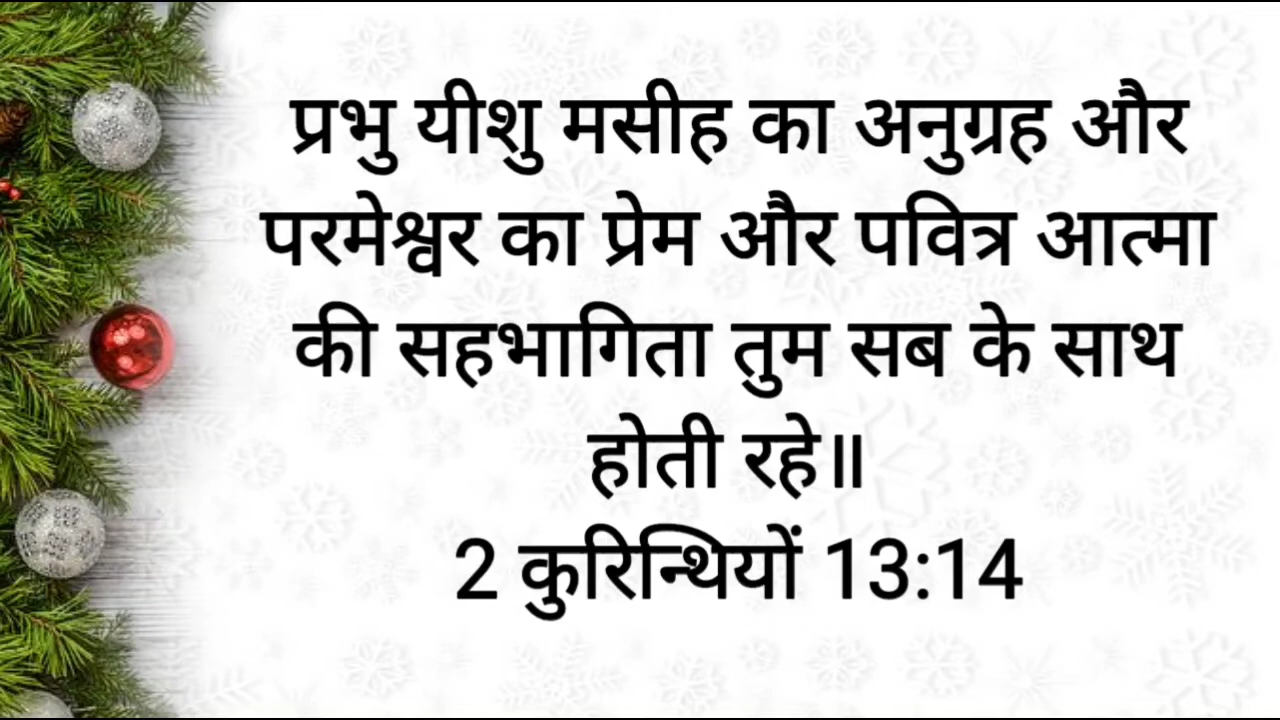 प्रभु यीशु मसीह का अनुग्रह और
परमेश्वर का प्रेम और पवित्र आत्मा
की सहभागिता तुम सब के साथ
होती रहे॥
2 कुरिन्थियों 13:14